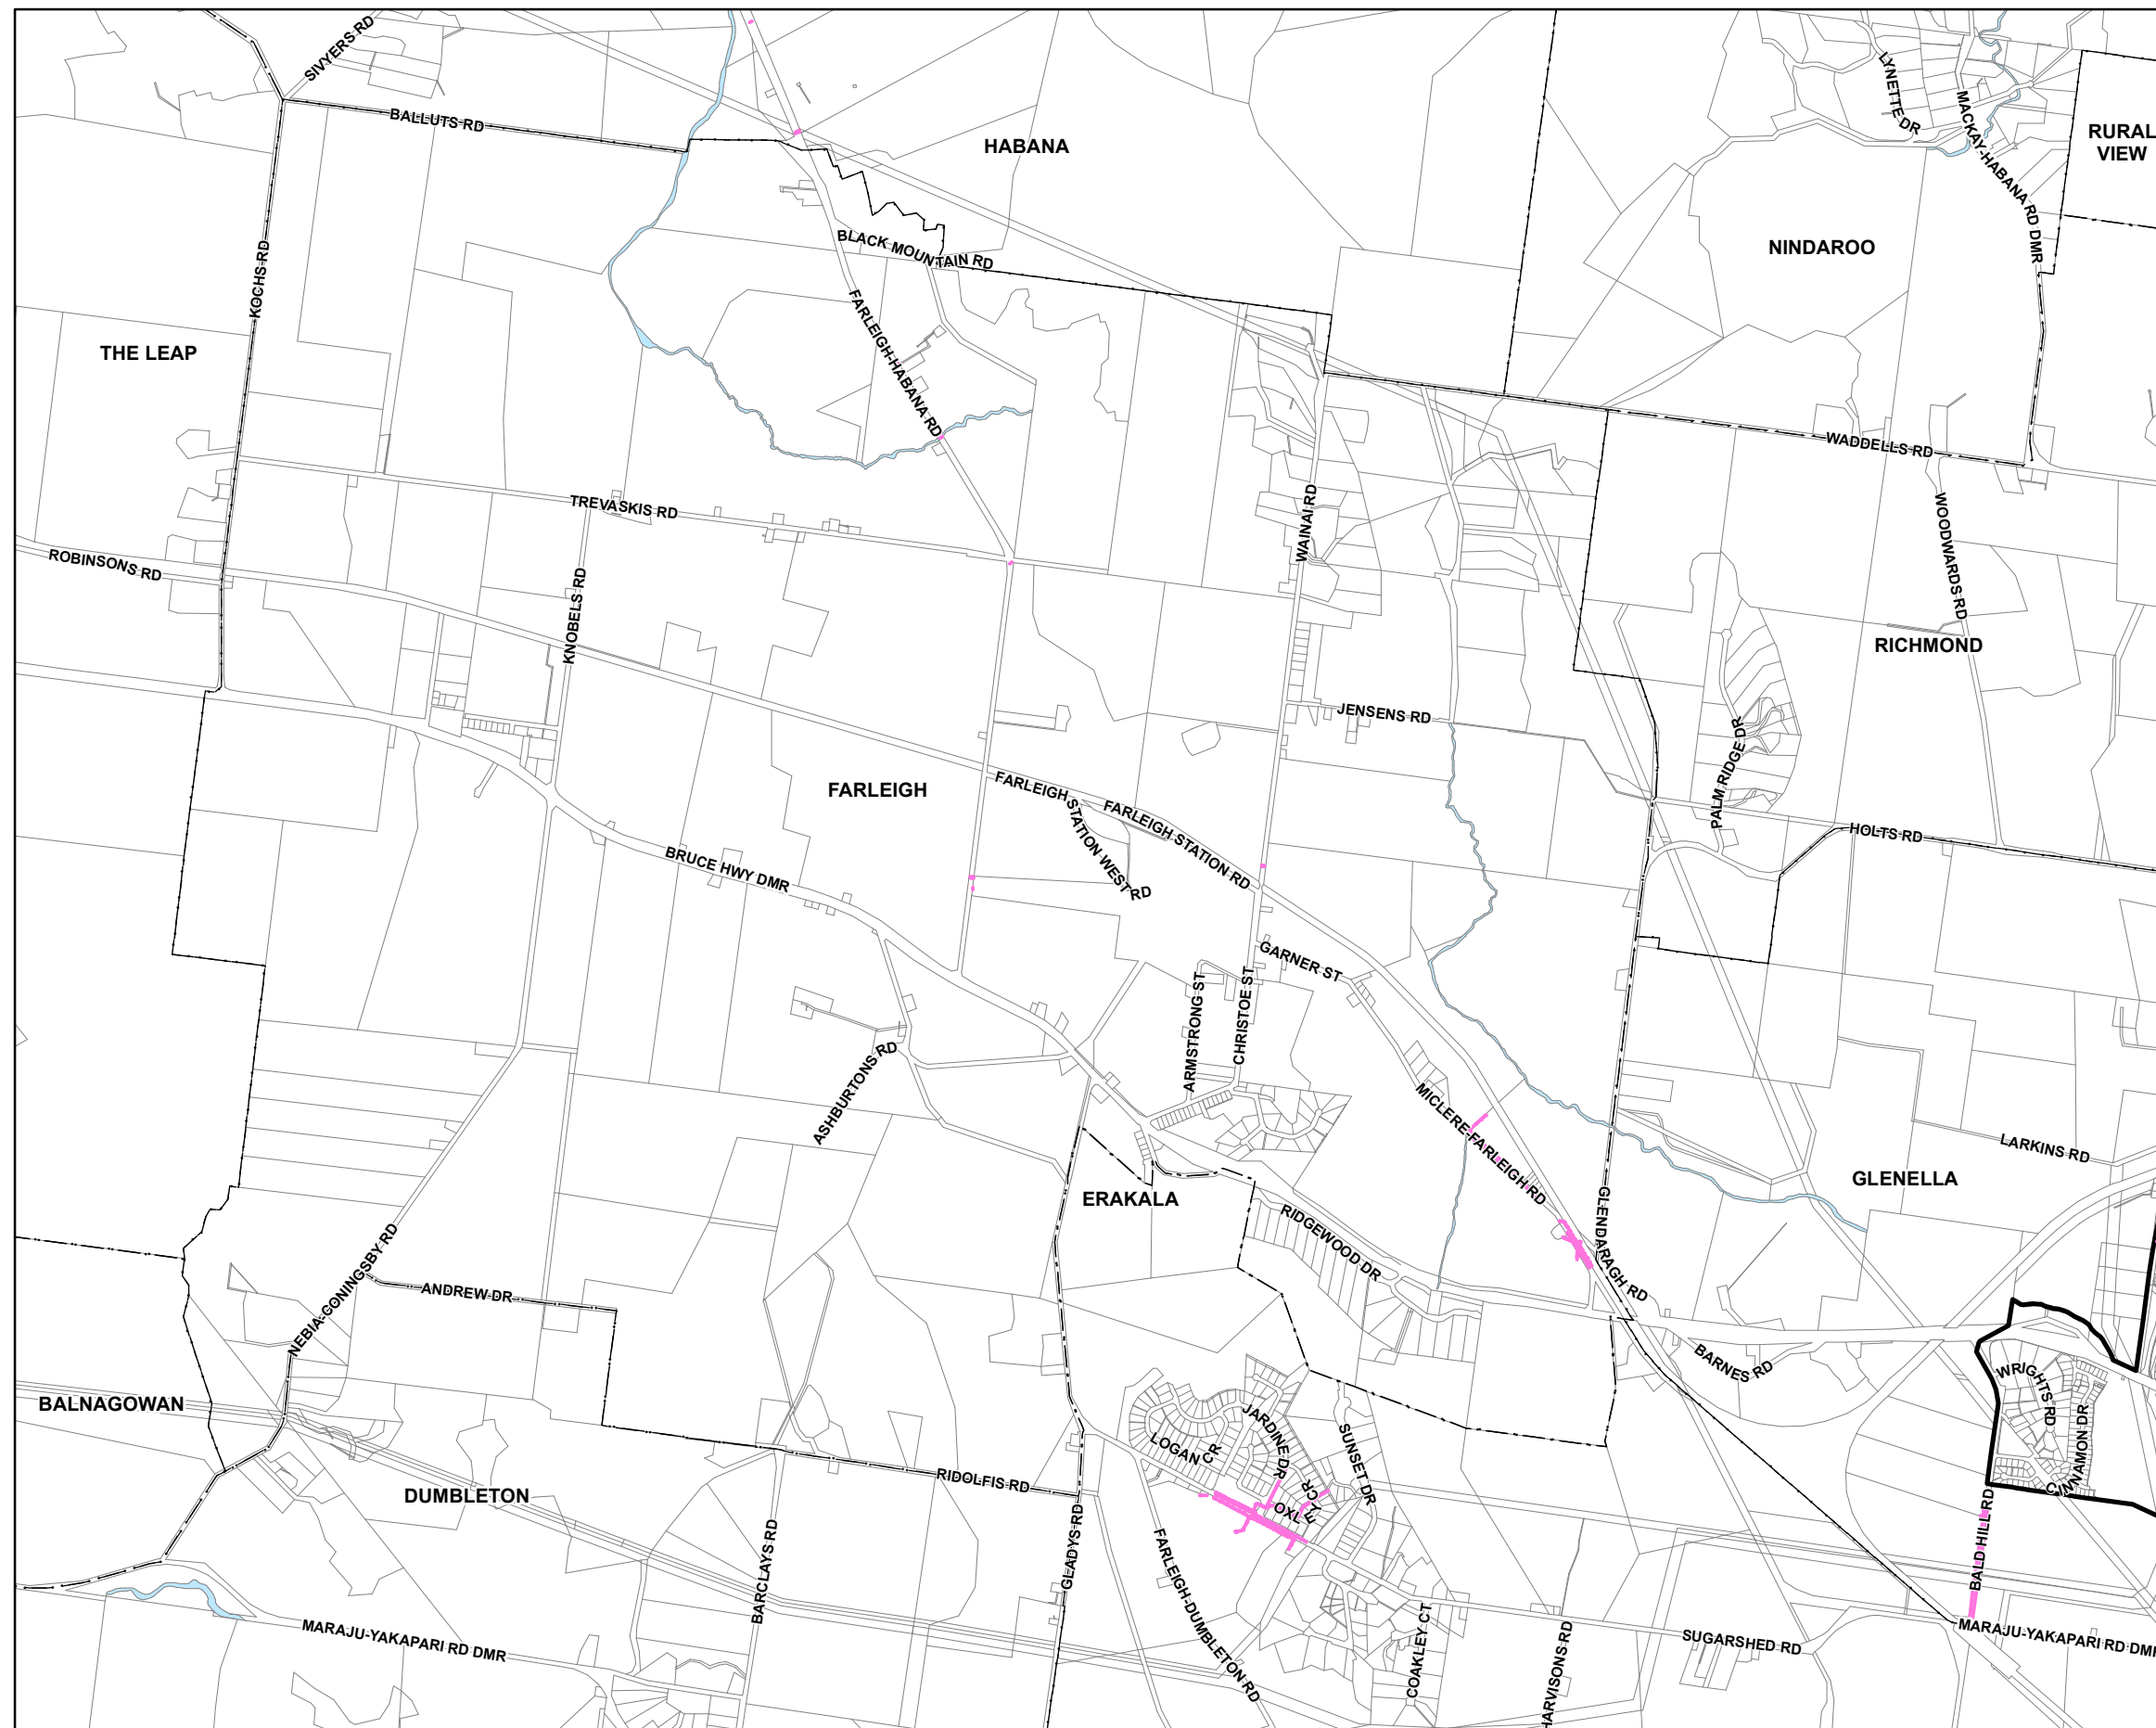 SIVYERS RD
BALLUTS RD
HABANA
LYNETTE DR
MACKAY-HABANA RD DMR
RURAL
VIEW
NINDAROO
BLACK MOUNTAIN RD
KOCHS RD
FARLEIGH-HABANA RD
THE LEAP
WADDELLS RD
TREVASKIS RD
WAINAI RD
WOODWARDS RD
ROBINSONS RD
KNOBELS RD
RICHMOND
JENSENS RD
PALM RIDGE DR
FARLEIGH
FARLEIGH STATION WEST RD
FARLEIGH STATION RD
HOLTS RD
BRUCE HWY DMR
GARNER ST
ARMSTRONG ST
CHRISTOE ST
ASHBURTONS RD
MICLERE-FARLEIGH RD
LARKINS RD
GLENELLA
ERAKALA
RIDGEWOOD DR
GLENDARAGH RD
NEBIA-CONINGSBY RD
ANDREW DR
BARNES RD
WRIGHTS RD
CINNAMON DR
BALNAGOWAN
LOGAN CR
JARDINE DR
SUNSET DR
OXLEY CR
RIDOLFIS RD
DUMBLETON
BARCLAYS RD
GLADYS RD
FARLEIGH-DUMBLETON RD
BALD HILL RD
MARAJU-YAKAPARI RD DMR
COAKLEY CT
HARVISONS RD
SUGARSHED RD
MARAJU-YAKAPARI RD DMR